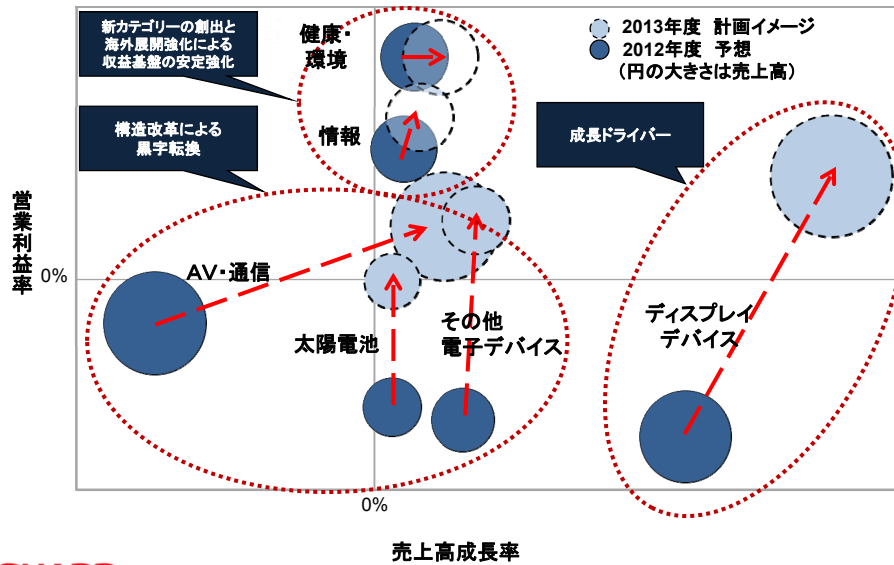 新カテゴリーの創出と
海外展開強化による
収益基盤の安定強化
健康・
環境
2013年度 計画イメージ
2012年度 予想
(円の大きさは売上高)
構造改革による
黒字転換
情報
成長ドライバー
営業利益率
0%
AV・通信
太陽電池
その他
電子デバイス
ディスプレイ
デバイス
0%
売上高成長率